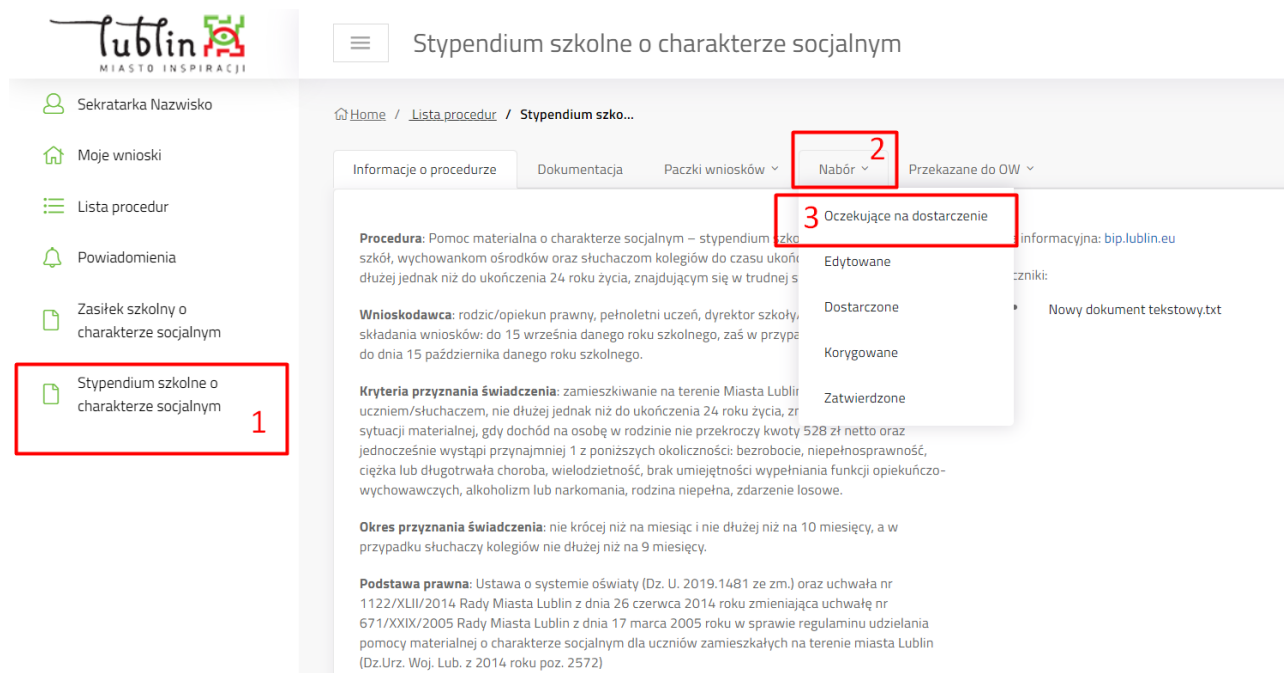 lublin
MIASTO INSPIRACJI
Stypendium szkolne o charakterze socjalnym
Sekratarka Nazwisko
Moje wnioski
Lista procedur
Powiadomienia
Zasiłek szkolny o
charakterze socjalnym
Stypendium szkolne o
charakterze socjalnym
1
Home / Lista procedur / Stypendium szko...
2
Informacje o procedurze Dokumentacja Paczki wniosków Nabór Przekazane do OW
3 Oczekujące na dostarczenie
Edytowane
Dostarczone
Korygowane
Zatwierdzone
Procedura: Pomoc materialna o charakterze socjalnym – stypendium szko
szkół, wychowankom ośrodków oraz słuchaczom kolegiów do czasu ukoń
dłużej jednak niż do ukończenia 24 roku życia, znajdującym się w trudnej s
Wnioskodawca: rodzic/opiekun prawny, pełnoletni uczeń, dyrektor szkoły/
składania wniosków: do 15 września danego roku szkolnego, zaś w przypa
do dnia 15 października danego roku szkolnego.
Kryteria przyznania świadczenia: zamieszkiwanie na terenie Miasta Lublin
uczniem/słuchaczem, nie dłużej jednak niż do ukończenia 24 roku życia, zn
sytuacji materialnej, gdy dochód na osobę w rodzinie nie przekroczy kwoty 528 zł netto oraz
jednocześnie wystąpi przynajmniej 1 z poniższych okoliczności: bezrobocie, niepełnosprawność,
ciężka lub długotrwała choroba, wielodzietność, brak umiejętności wypełniania funkcji opiekuńczo-
wychowawczych, alkoholizm lub narkomania, rodzina niepełna, zdarzenie losowe.
Okres przyznania świadczenia: nie krócej niż na miesiąc i nie dłużej niż na 10 miesięcy, a w
przypadku słuchaczy kolegiów nie dłużej niż na 9 miesięcy.
Podstawa prawna: Ustawa o systemie oświaty (Dz. U. 2019.1481 ze zm.) oraz uchwała nr
1122/XLII/2014 Rady Miasta Lublin z dnia 26 czerwca 2014 roku zmieniająca uchwałę nr
671/XXIX/2005 Rady Miasta Lublin z dnia 17 marca 2005 roku w sprawie regulaminu udzielania
pomocy materialnej o charakterze socjalnym dla uczniów zamieszkałych na terenie miasta Lublin
(Dz.Urz. Woj. Lub. z 2014 roku poz. 2572)
informacyjna: bip.lublin.eu
czniki:
Nowy dokument tekstowy.txt